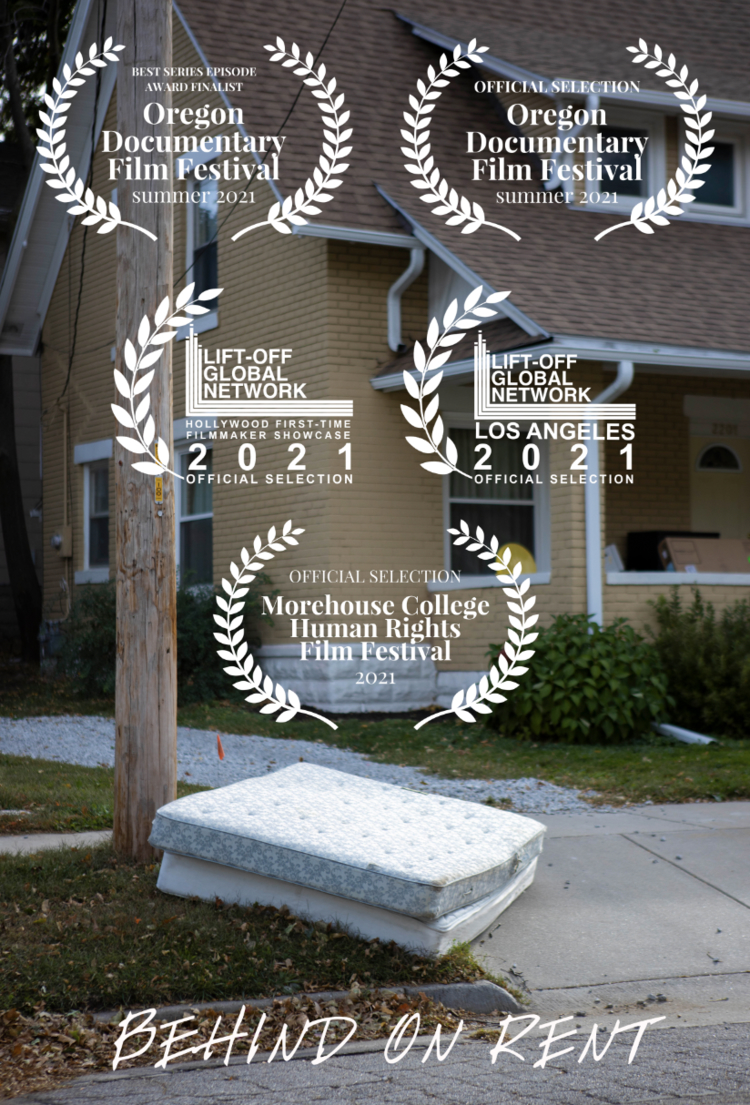 BEST SERIES EPISODE
AWARD FINALIST
Oregon
Documentary
Film Festival
summer 2021
OFFICIAL SELECTION
Oregon
Documentary
Film Festival
summer 2021
LIFT-OFF
GLOBAL
NETWORK
HOLLYWOOD FIRST-TIME
FILMMAKER SHOWCASE
2021
OFFICIAL SELECTION
LIFT-OFF
GLOBAL
NETWORK
LOS ANGELES
2021
OFFICIAL SELECTION
OFFICIAL SELECTION
Morehouse College
Human Rights
Film Festival
2021
BEHIND ON RENT